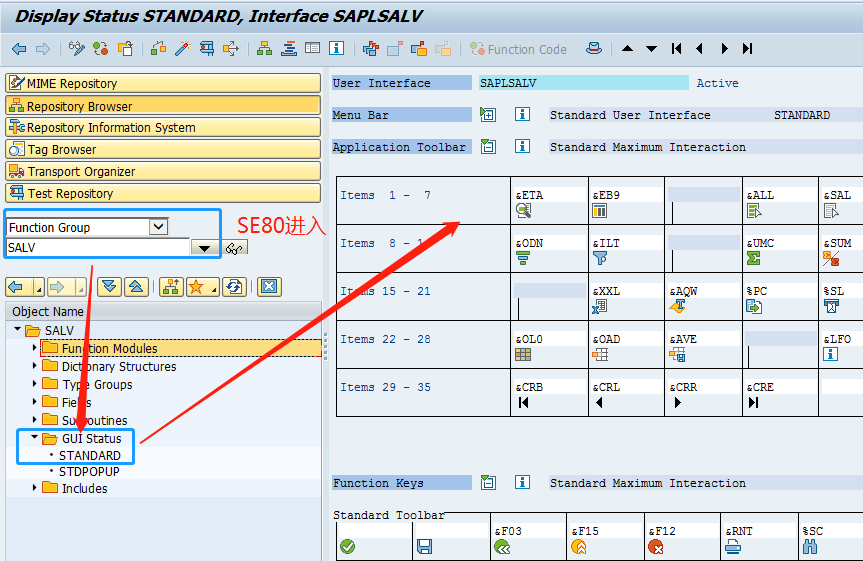 Display Status STANDARD, Interface SAPLSALV
Function Code
MIME Repository
Repository Browser
Repository Information System
Tag Browser
Transport Organizer
Test Repository
Function Group
SALV
SE80进入
Object Name
SALV
Function Modules
Dictionary Structures
Type Groups
Fields
Subroutines
GUI Status
STANDARD
STDPOPUP
Includes
User Interface SAPLSALV Active
Menu Bar Standard User Interface STANDARD
Application Toolbar Standard Maximum Interaction
Items 1 - 7 &ETA &EB9 &ALL &SAL
Items 8 - 1 &ODN &ILT &UMC &SUM
Items 15 - 21 &XXL &AQW %PC %SL
Items 22 - 28 &OL0 &OAD &AVE &LFO
Items 29 - 35 &CRB &CRL &CRR &CRE
Function Keys Standard Maximum Interaction
Standard Toolbar
&F03 &F15 &F12 &RNT %SC